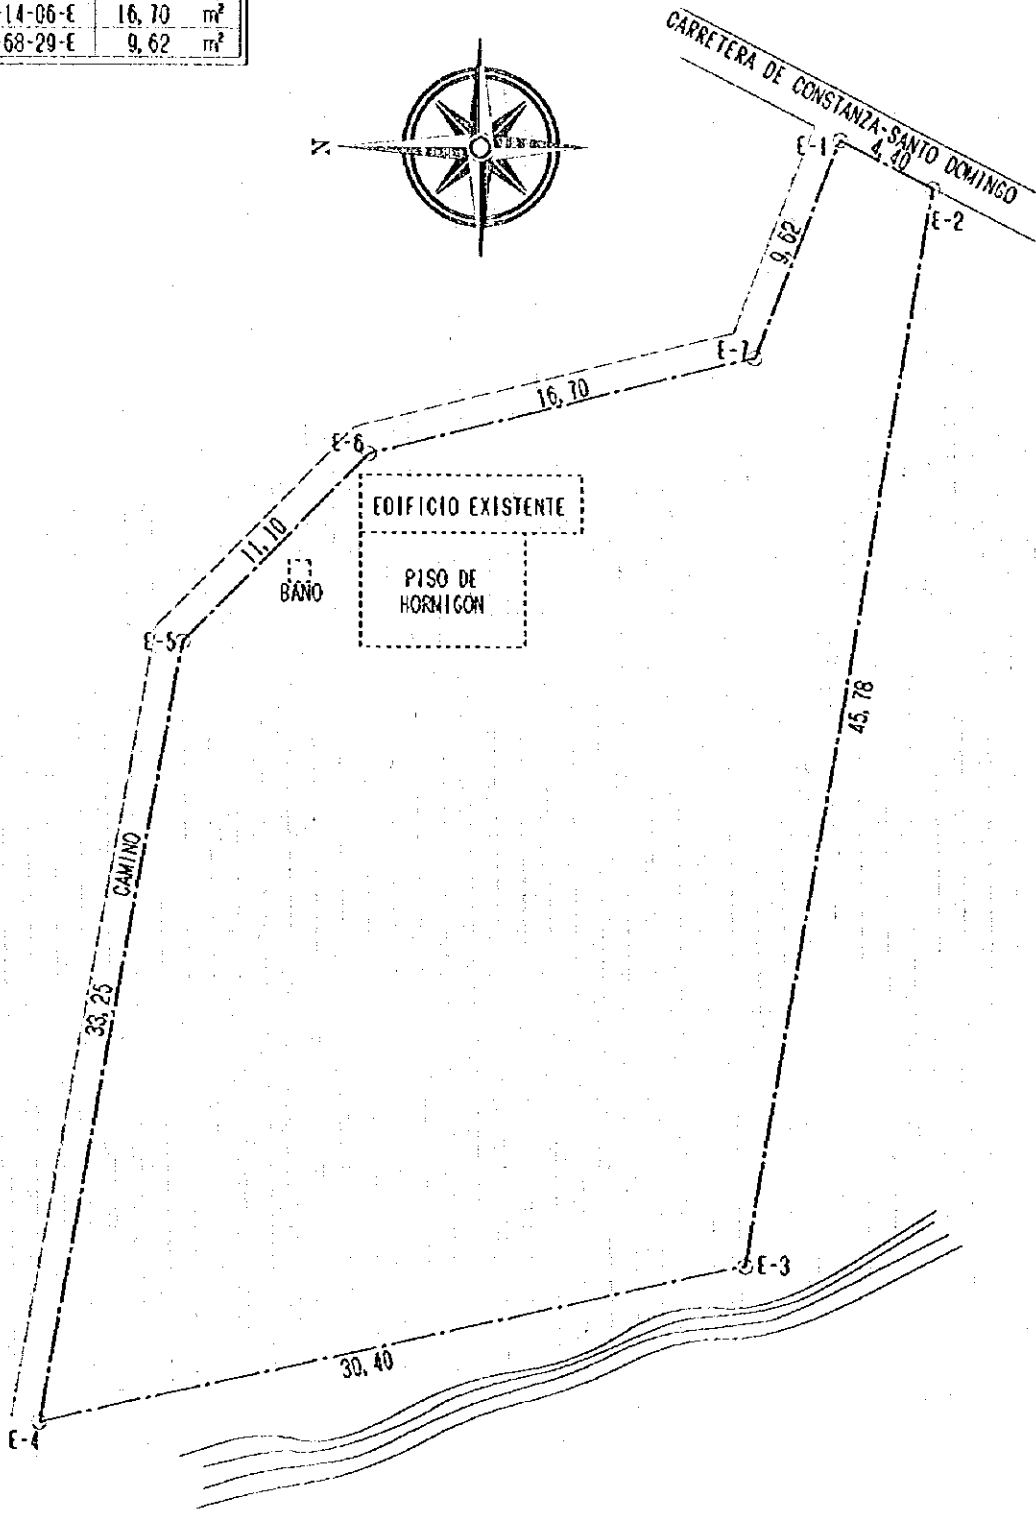 -14-06-E 16,70 m²
-68-29-E 9,62 m²
N
CARRETERA DE CONSTANZA-SANTO DOMINGO
E-1
4,40
E-2
9,62
E-7
16,70
E-6
EDIFICIO EXISTENTE
11,10
PISO DE
HORMIGON
BAÑO
E-5
45,78
CAMINO
33,25
E-3
30,40
E-4